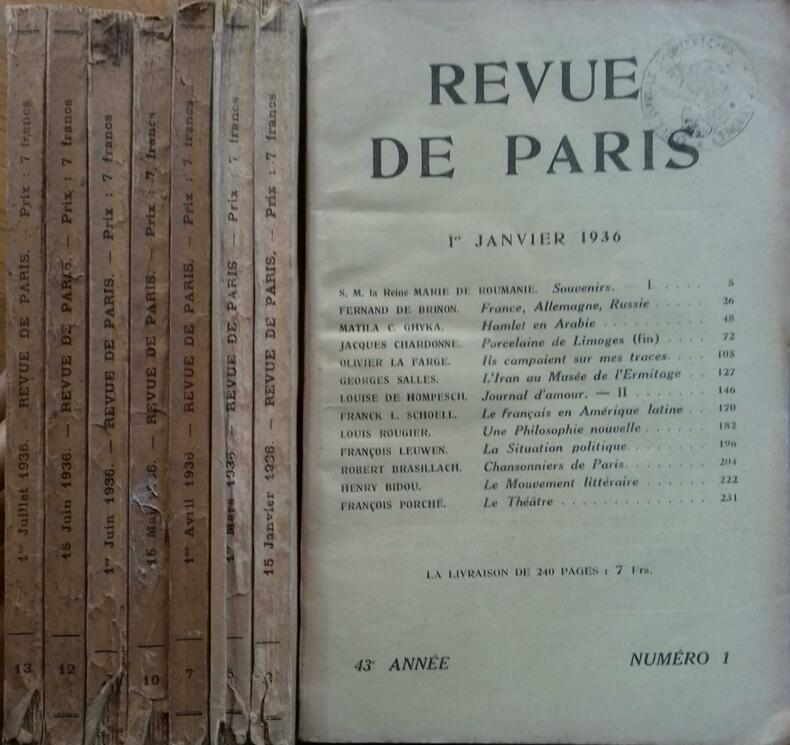 1er Juillet 1936. — REVUE DE PARIS. — Prix : 7 francs
13
15 Juin 1936. — REVUE DE PARIS. — Prix : 7 francs
12
1er Juin 1936. — REVUE DE PARIS. — Prix : 7 francs
15 Mai 1936. — REVUE DE PARIS. — Prix : 7 francs
10
1er Avril 1936 — REVUE DE PARIS. — Prix : 7 francs
7
1er Mars 1936 — REVUE DE PARIS. — Prix : 7 francs
5
15 Janvier 1936. — REVUE DE PARIS. — Prix : 7 francs
REVUE
DE PARIS
1er JANVIER 1936
S. M. la Reine MARIE DE ROUMANIE. Souvenirs. — I. . . . . . 5
FERNAND DE BRINON. France, Allemagne, Russie . . . . . 26
MATILA C. GHYKA. Hamlet en Arabie . . . . . . . . . 48
JACQUES CHARDONNE. Porcelaine de Limoges (fin) . . . . 72
OLIVIER LA FARGE. Ils campaient sur mes traces. . . . 105
GEORGES SALLES. L'Iran au Musée de l'Ermitage . . 127
LOUISE DE HOMPESCH. Journal d'amour. — II . . . . . . . 146
FRANCK L. SCHOELL. Le français en Amérique latine . . 170
LOUIS ROUGIER. Une Philosophie nouvelle . . . . . . 182
FRANÇOIS LEUWEN. La Situation politique. . . . . . . 196
ROBERT BRASILLACH. Chansonniers de Paris. . . . . . . 204
HENRY BIDOU. Le Mouvement littéraire . . . . . . 222
FRANÇOIS PORCHÉ. Le Théâtre . . . . . . . . . . . . 231
LA LIVRAISON DE 240 PAGES : 7 Frs.
43e ANNÉE
NUMÉRO 1